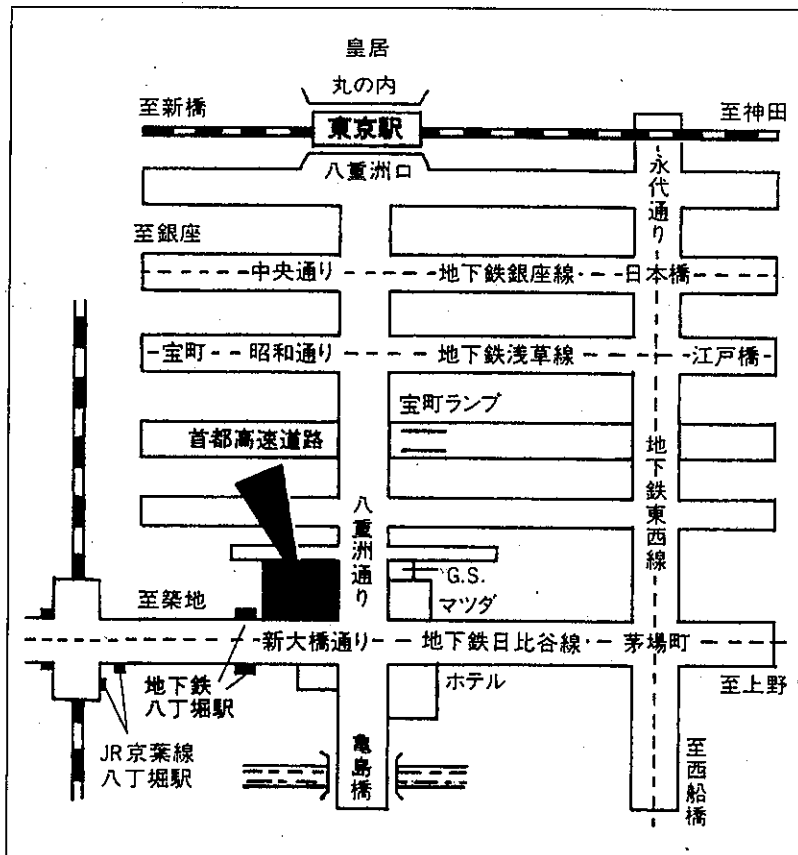 皇居
丸の内
至新橋
東京駅
至神田
八重洲口
永代通り
至銀座
中央通り
地下鉄銀座線
日本橋
宝町
昭和通り
地下鉄浅草線
江戸橋
宝町ランプ
首都高速道路
地下鉄東西線
八重洲通り
G.S.
マツダ
至築地
新大橋通り
地下鉄日比谷線
茅場町
至上野
ホテル
地下鉄
八丁堀駅
JR京葉線
八丁堀駅
亀島橋
至西船橋